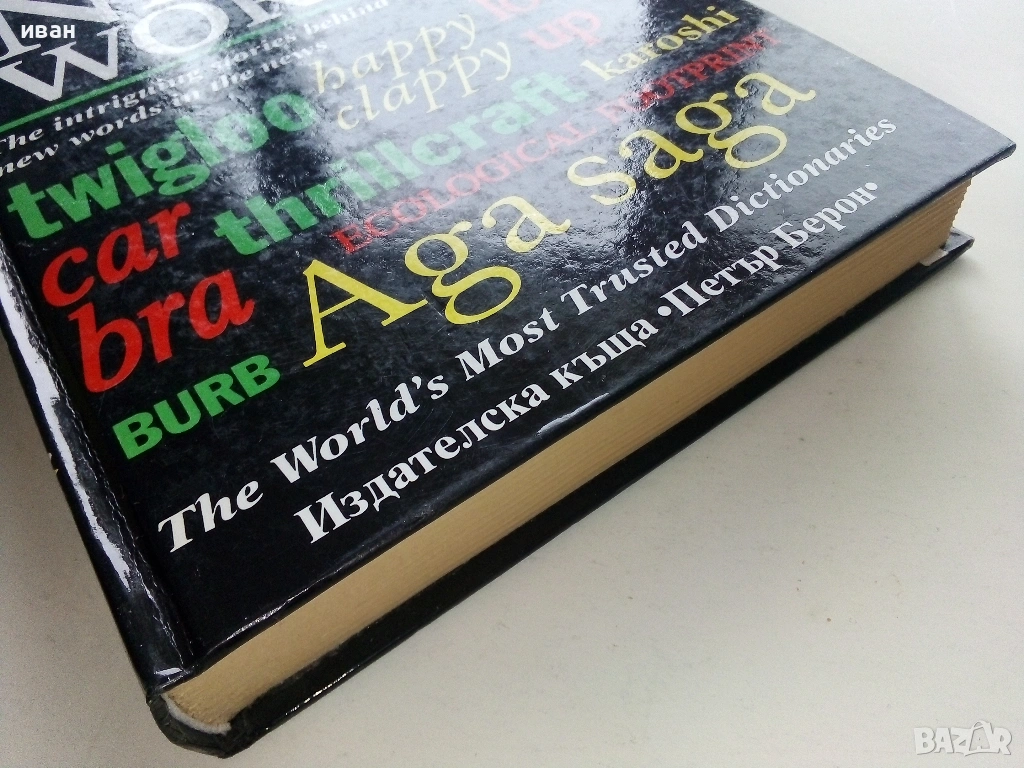 иван
The intriguing stories behind
new words in the news
happy
clappy
up
twigloo
karoshi
car
thrillcraft
ECOLOGICAL FOOTPRINT
bra
Aga saga
BURB
The World's Most Trusted Dictionaries
Издателска къща •Петър Берон•
BAZAR